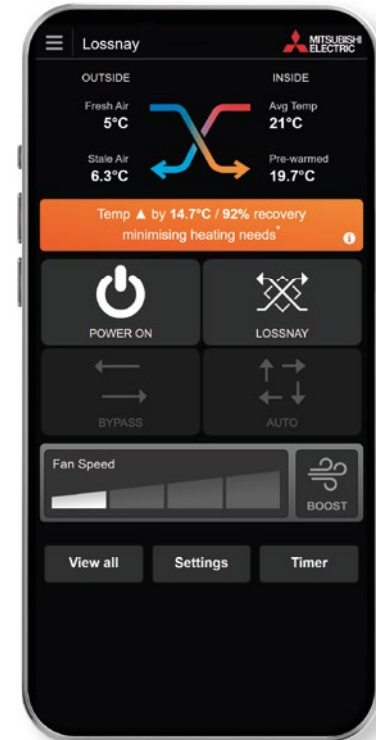 Lossnay
MITSUBISHI
ELECTRIC
OUTSIDE
INSIDE
Fresh Air
5°C
Avg Temp
21°C
Stale Air
6.3°C
Pre-warmed
19.7°C
Temp ▲ by 14.7°C / 92% recovery
minimising heating needs*
i
POWER ON
LOSSNAY
BYPASS
AUTO
Fan Speed
BOOST
View all
Settings
Timer